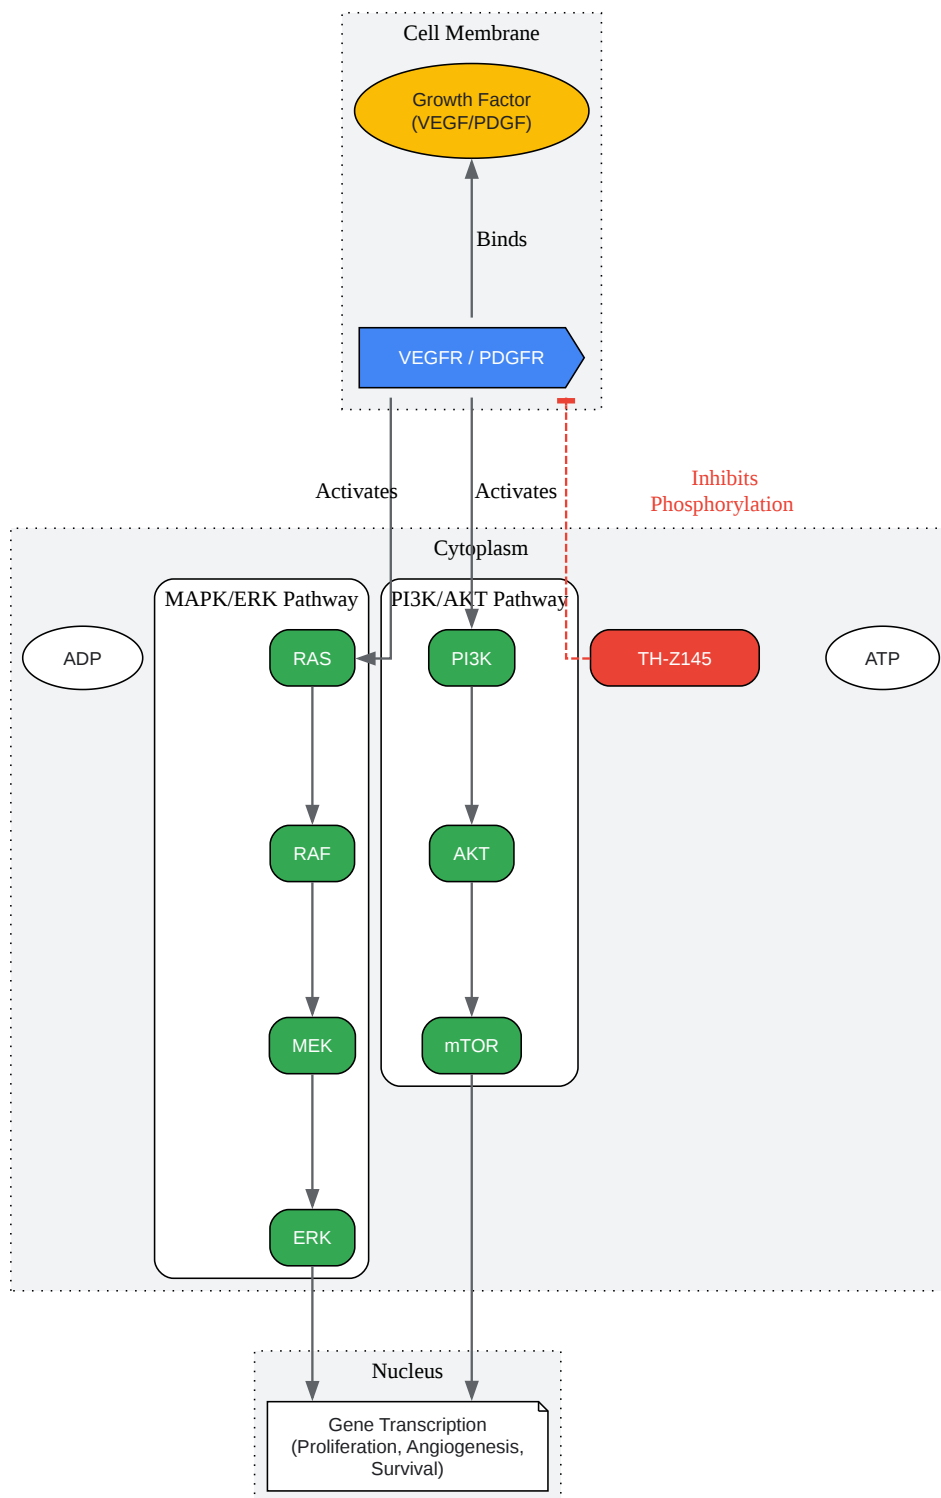 Cell Membrane
Growth Factor
(VEGF/PDGF)
Binds
VEGFR / PDGFR
Activates
Activates
Inhibits
Phosphorylation
Cytoplasm
MAPK/ERK Pathway
PI3K/AKT Pathway
ADP
RAS
PI3K
TH-Z145
ATP
RAF
AKT
MEK
mTOR
ERK
Nucleus
Gene Transcription
(Proliferation, Angiogenesis,
Survival)